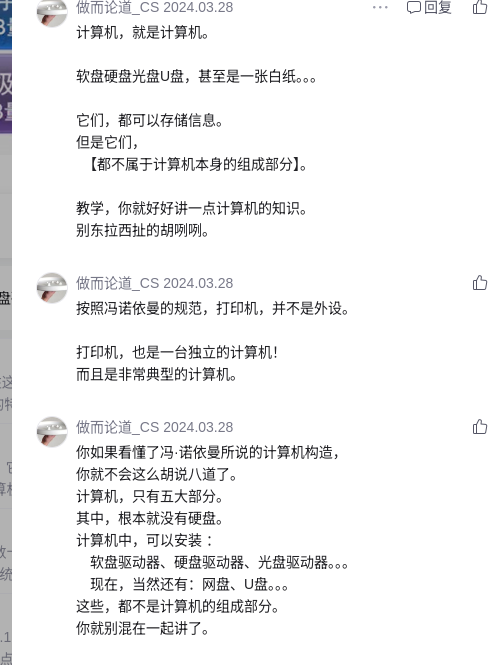 做而论道_CS 2024.03.28
回复
计算机，就是计算机。
软盘硬盘光盘U盘，甚至是一张白纸。。。
它们，都可以存储信息。
但是它们，
【都不属于计算机本身的组成部分】。
教学，你就好好讲一点计算机的知识。
别东拉西扯的胡咧咧。
做而论道_CS 2024.03.28
按照冯诺依曼的规范，打印机，并不是外设。
打印机，也是一台独立的计算机！
而且是非常典型的计算机。
做而论道_CS 2024.03.28
你如果看懂了冯·诺依曼所说的计算机构造，
你就不会这么胡说八道了。
计算机，只有五大部分。
其中，根本就没有硬盘。
计算机中，可以安装 ：
软盘驱动器、硬盘驱动器、光盘驱动器。。。
现在，当然还有：网盘、U盘。。。
这些，都不是计算机的组成部分。
你就别混在一起讲了。